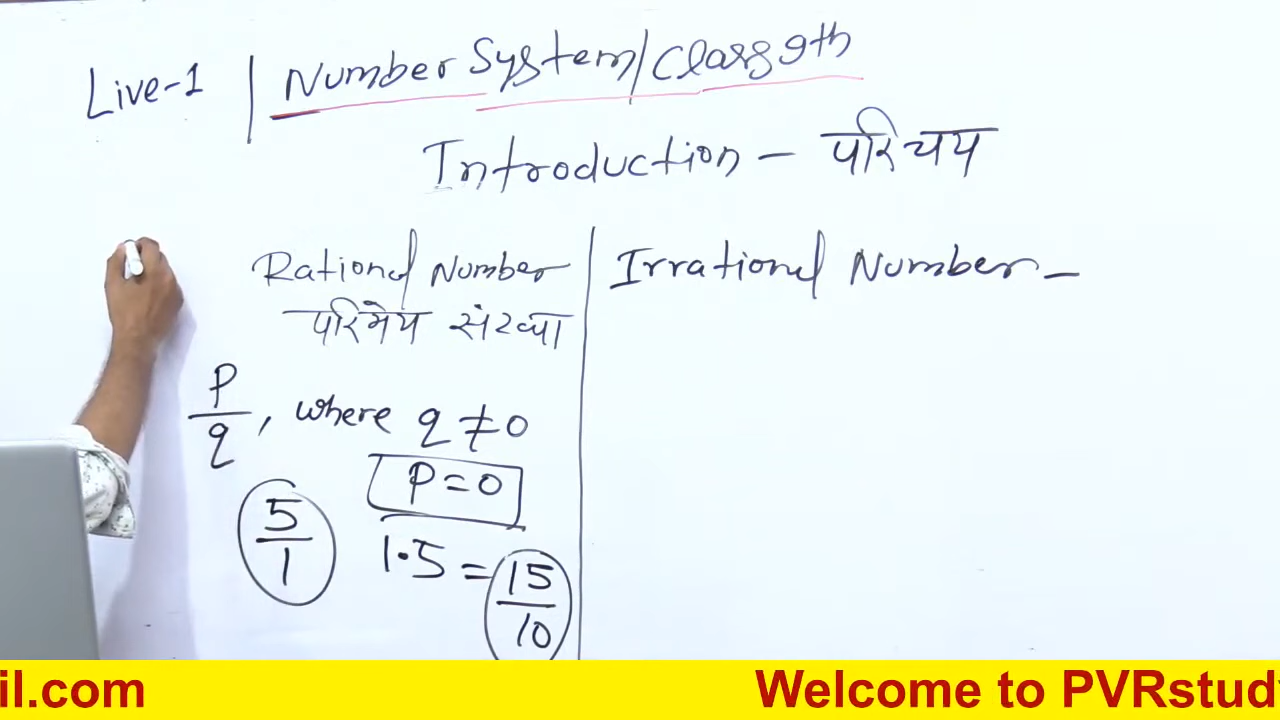 Live-1 | Number System/Class 9th
Introduction - परिचय
Rational Number
परिमेय संख्या
p/q, where q ≠ 0
P = 0
5/1
1.5 = 15/10
Irrational Number -
il.com Welcome to PVRstudy